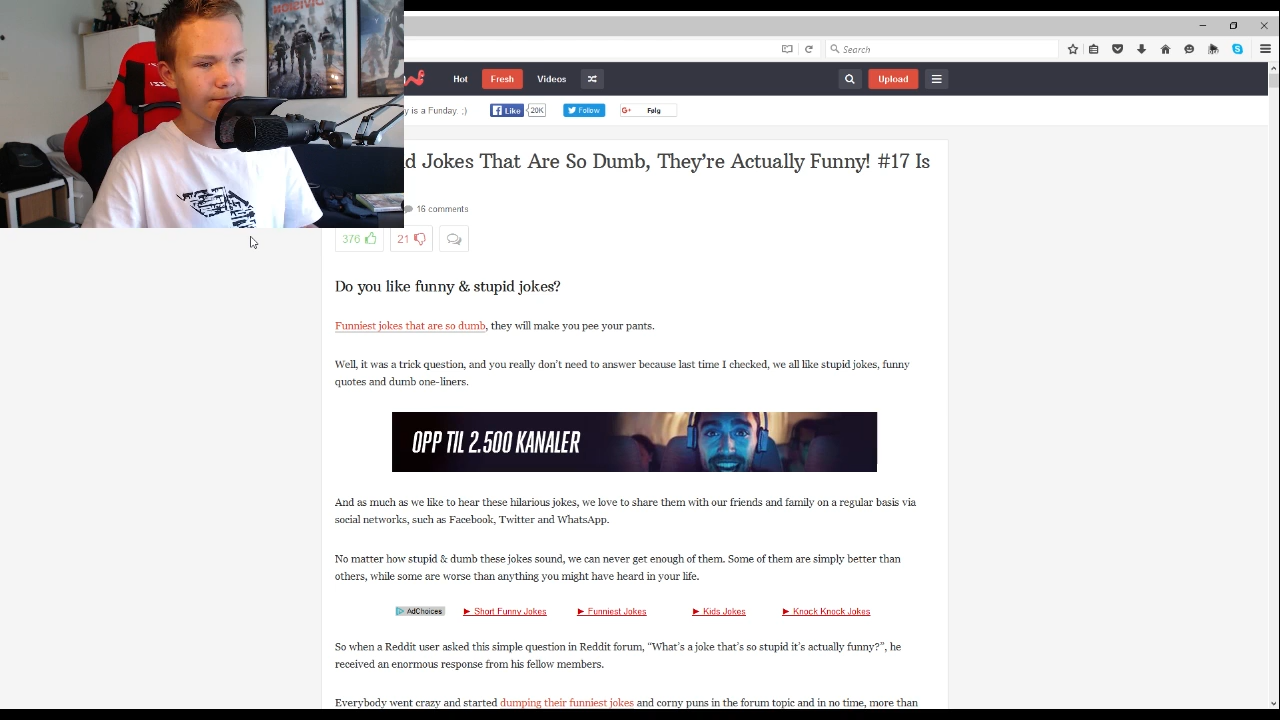 Search
Hot
Fresh
Videos
Upload
y is a Funday. ;)
Like
20K
Follow
G+
Følg
d Jokes That Are So Dumb, They’re Actually Funny! #17 Is
16 comments
376
21
Do you like funny & stupid jokes?
Funniest jokes that are so dumb, they will make you pee your pants.
Well, it was a trick question, and you really don’t need to answer because last time I checked, we all like stupid jokes, funny
quotes and dumb one-liners.
OPP TIL 2.500 KANALER
And as much as we like to hear these hilarious jokes, we love to share them with our friends and family on a regular basis via
social networks, such as Facebook, Twitter and WhatsApp.
No matter how stupid & dumb these jokes sound, we can never get enough of them. Some of them are simply better than
others, while some are worse than anything you might have heard in your life.
AdChoices
Short Funny Jokes
Funniest Jokes
Kids Jokes
Knock Knock Jokes
So when a Reddit user asked this simple question in Reddit forum, “What’s a joke that’s so stupid it’s actually funny?”, he
received an enormous response from his fellow members.
Everybody went crazy and started dumping their funniest jokes and corny puns in the forum topic and in no time, more than